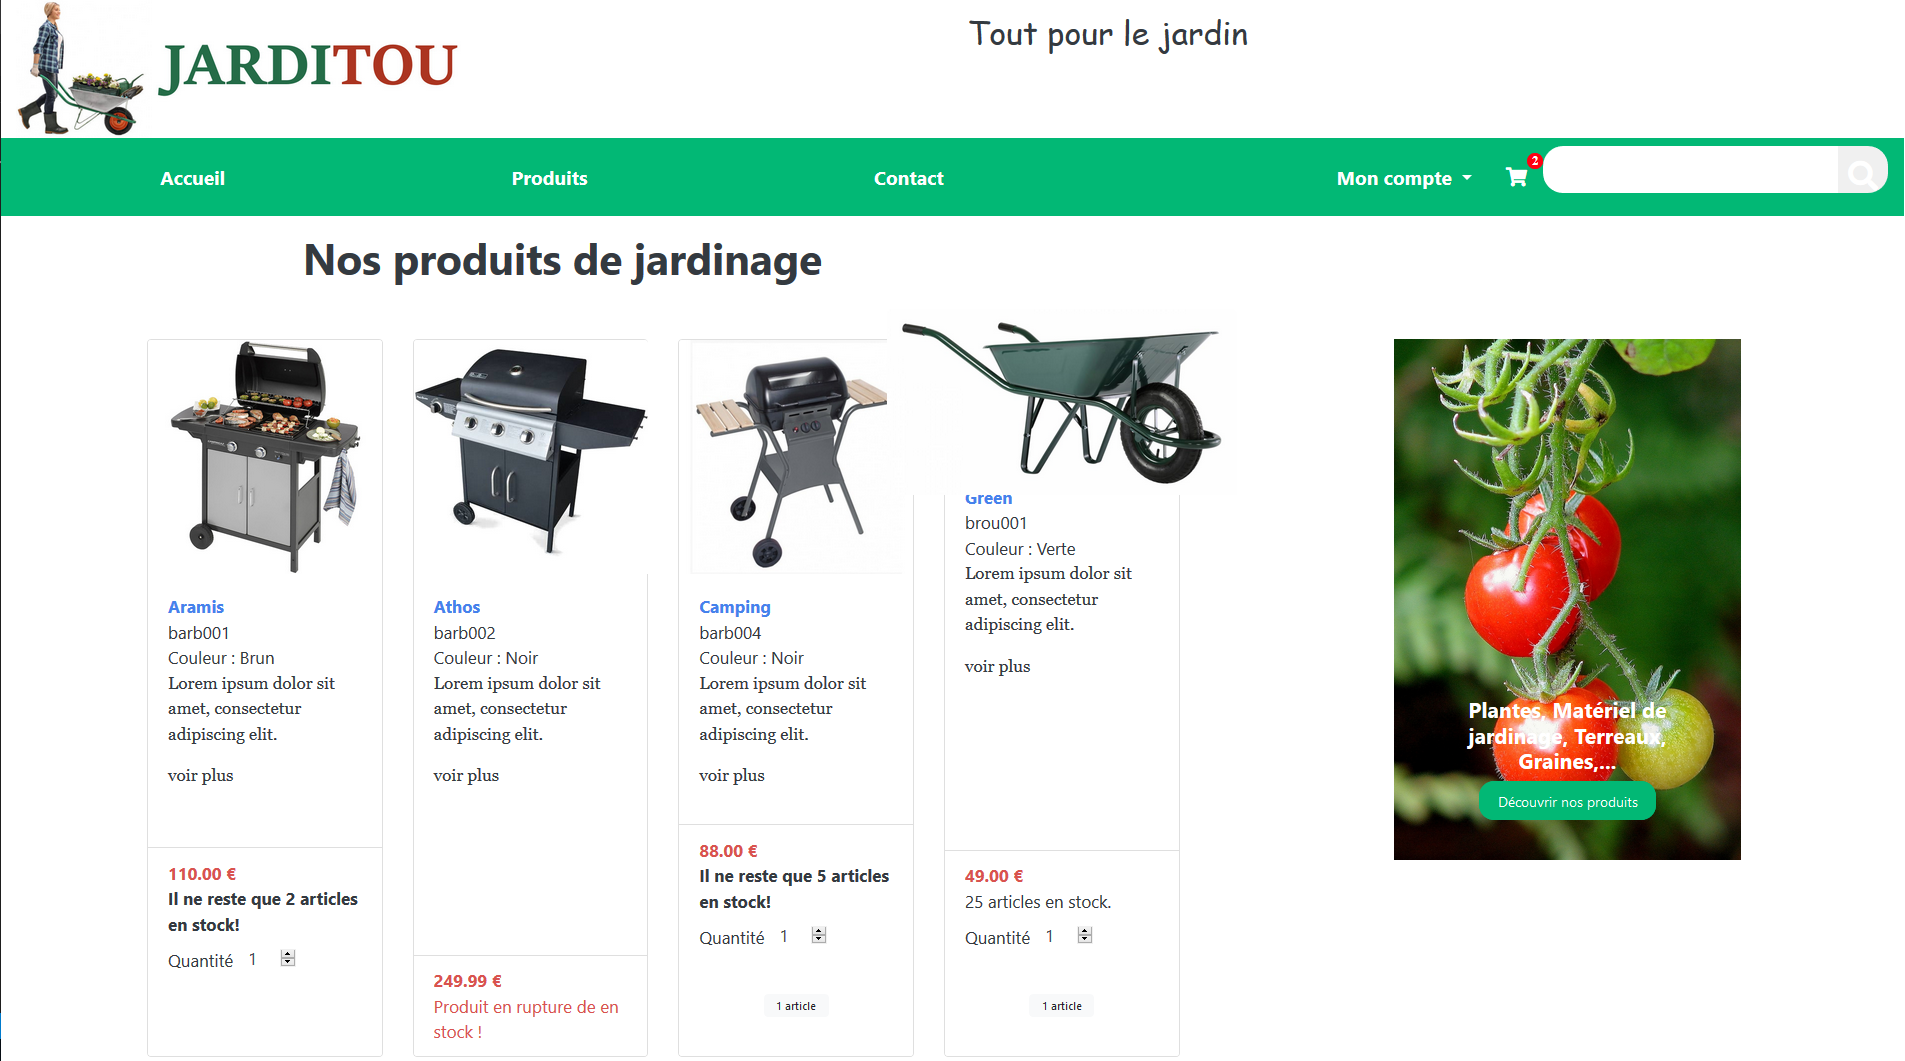 JARDITOU
Tout pour le jardin
Accueil
Produits
Contact
Mon compte
2
Nos produits de jardinage
Aramis
barb001
Couleur : Brun
Lorem ipsum dolor sit
amet, consectetur
adipiscing elit.
voir plus
110.00 €
Il ne reste que 2 articles
en stock!
Quantité 1
Athos
barb002
Couleur : Noir
Lorem ipsum dolor sit
amet, consectetur
adipiscing elit.
voir plus
249.99 €
Produit en rupture de en
stock !
Camping
barb004
Couleur : Noir
Lorem ipsum dolor sit
amet, consectetur
adipiscing elit.
voir plus
88.00 €
Il ne reste que 5 articles
en stock!
Quantité 1
1 article
Green
brou001
Couleur : Verte
Lorem ipsum dolor sit
amet, consectetur
adipiscing elit.
voir plus
49.00 €
25 articles en stock.
Quantité 1
1 article
Plantes, Matériel de
jardinage, Terreaux,
Graines,...
Découvrir nos produits